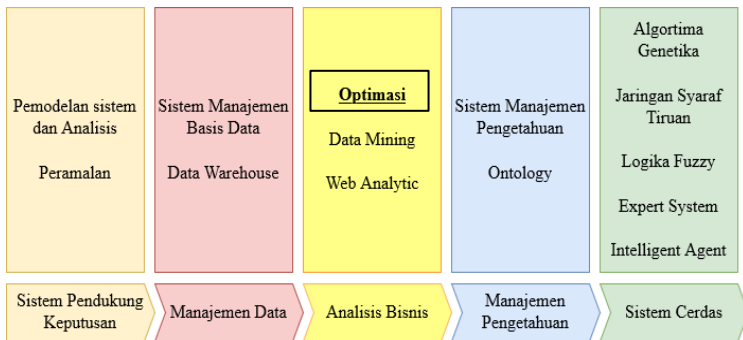 Pemodelan sistem
dan Analisis
Peramalan
Sistem Manajemen
Basis Data
Data Warehouse
Optimasi
Data Mining
Web Analytic
Sistem Manajemen
Pengetahuan
Ontology
Algortima
Genetika
Jaringan Syaraf
Tiruan
Logika Fuzzy
Expert System
Intelligent Agent
Sistem Pendukung
Keputusan
Manajemen Data
Analisis Bisnis
Manajemen
Pengetahuan
Sistem Cerdas